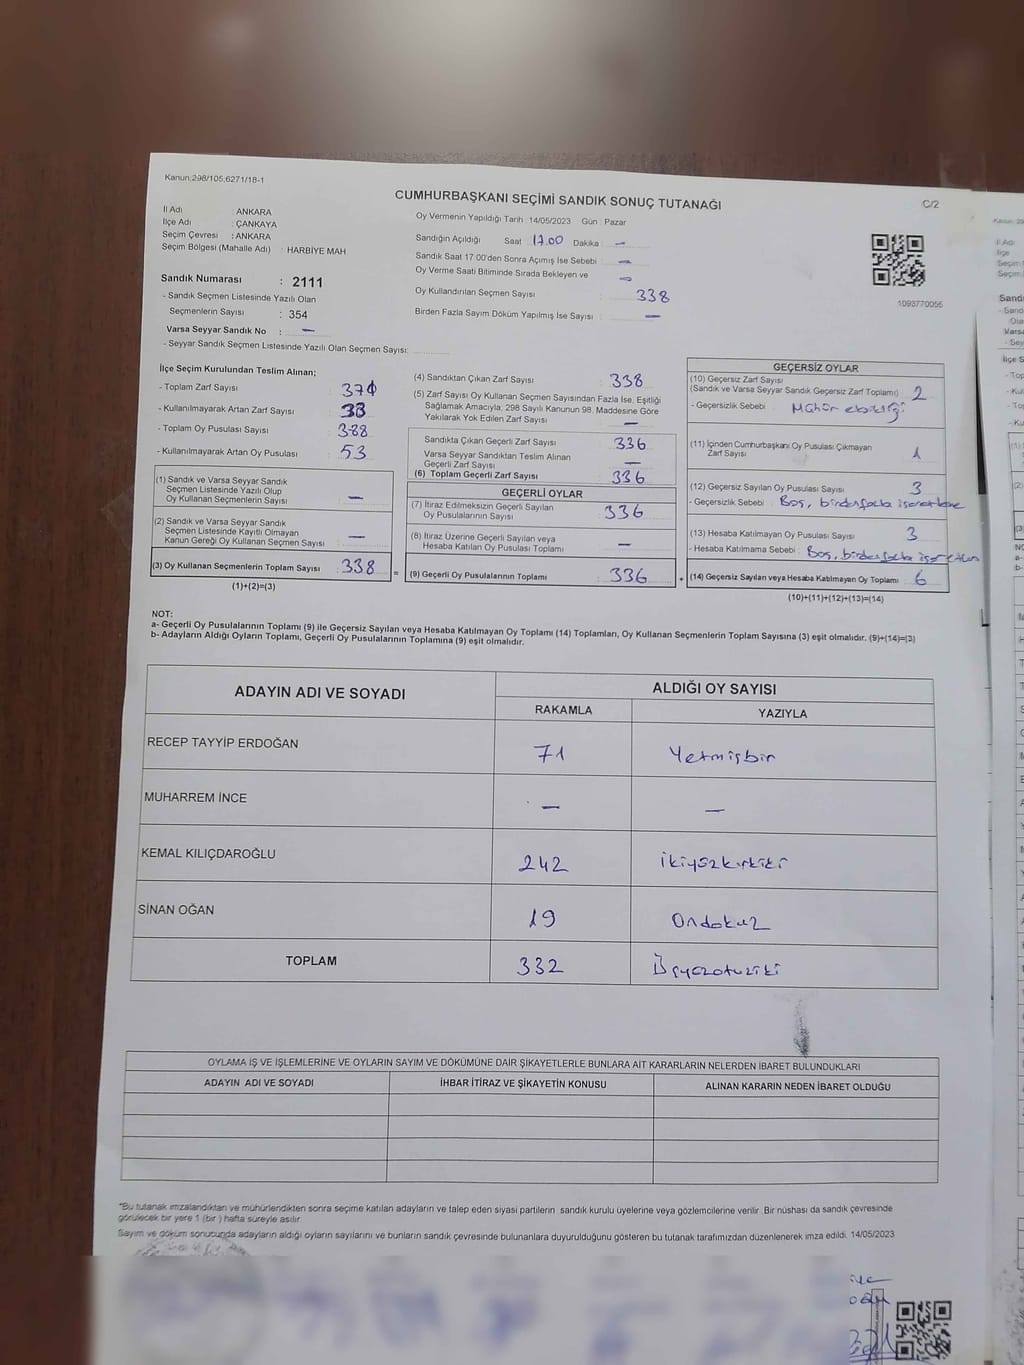 Kanun;298/105,6271/18-1
CUMHURBAŞKANI SEÇİMİ SANDIK SONUÇ TUTANAĞI
C/2
İl Adı : ANKARA
İlçe Adı : ÇANKAYA
Seçim Çevresi : ANKARA
Seçim Bölgesi (Mahalle Adı) : HARBİYE MAH
Sandık Numarası : 2111
- Sandık Seçmen Listesinde Yazılı Olan
Seçmenlerin Sayısı : 354
Varsa Seyyar Sandık No : —
- Seyyar Sandık Seçmen Listesinde Yazılı Olan Seçmen Sayısı:
Oy Vermenin Yapıldığı Tarih :14/05/2023 Gün : Pazar
Sandığın Açıldığı Saat : 17.00 Dakika : —
Sandık Saat 17:00'den Sonra Açımış İse Sebebi : —
Oy Verme Saati Bitiminde Sırada Bekleyen ve —
Oy Kullandırılan Seçmen Sayısı : 338
Birden Fazla Sayım Döküm Yapılmış İse Sayısı : —
1093770055
İlçe Seçim Kurulundan Teslim Alınan;
- Toplam Zarf Sayısı
- Kullanılmayarak Artan Zarf Sayısı : 33
- Toplam Oy Pusulası Sayısı : 388
- Kullanılmayarak Artan Oy Pusulası : 53
(1) Sandık ve Varsa Seyyar Sandık
Seçmen Listesinde Yazılı Olup
Oy Kullanan Seçmenlerin Sayısı : —
(2) Sandık ve Varsa Seyyar Sandık
Seçmen Listesinde Kayıtlı Olmayan
Kanun Gereği Oy Kullanan Seçmen Sayısı : —
(3) Oy Kullanan Seçmenlerin Toplam Sayısı : 338
(1)+(2)=(3)
(4) Sandıktan Çıkan Zarf Sayısı : 338
(5) Zarf Sayısı Oy Kullanan Seçmen Sayısından Fazla İse, Eşitliği
Sağlamak Amacıyla; 298 Sayılı Kanunun 98. Maddesine Göre
Yakılarak Yok Edilen Zarf Sayısı : —
Sandıkta Çıkan Geçerli Zarf Sayısı : 336
Varsa Seyyar Sandıktan Teslim Alınan
Geçerli Zarf Sayısı : —
(6) Toplam Geçerli Zarf Sayısı : 336
GEÇERLİ OYLAR
(7) İtiraz Edilmeksizin Geçerli Sayılan
Oy Pusulalarının Sayısı : 336
(8) İtiraz Üzerine Geçerli Sayılan veya
Hesaba Katılan Oy Pusulası Toplamı : —
= (9) Geçerli Oy Pusulalarının Toplamı : 336 +
GEÇERSİZ OYLAR
(10) Geçersiz Zarf Sayısı
(Sandık ve Varsa Seyyar Sandık Geçersiz Zarf Toplamı) : 2
- Geçersizlik Sebebi : Mühür eksikliği
(11) İçinden Cumhurbaşkanı Oy Pusulası Çıkmayan
Zarf Sayısı : 1
(12) Geçersiz Sayılan Oy Pusulası Sayısı : 3
- Geçersizlik Sebebi : Boş, birdenfazla işaretleme
(13) Hesaba Katılmayan Oy Pusulası Sayısı : 3
- Hesaba Katılmama Sebebi : Boş, birdenfazla
(14) Geçersiz Sayılan veya Hesaba Katılmayan Oy Toplamı : 6
(10)+(11)+(12)+(13)=(14)
NOT:
a- Geçerli Oy Pusulalarının Toplamı (9) ile Geçersiz Sayılan veya Hesaba Katılmayan Oy Toplamı (14) Toplamları, Oy Kullanan Seçmenlerin Toplam Sayısına (3) eşit olmalıdır. (9)+(14)=(3)
b- Adayların Aldığı Oyların Toplamı, Geçerli Oy Pusulalarının Toplamına (9) eşit olmalıdır.
ADAYIN ADI VE SOYADI ALDIĞI OY SAYISI
RAKAMLA YAZIYLA
RECEP TAYYİP ERDOĞAN 71 Yetmişbir
MUHARREM İNCE — —
KEMAL KILIÇDAROĞLU 242 ikiyüzkırkiki
SİNAN OĞAN 19 Ondokuz
TOPLAM 332 Üçyüzotuziki
OYLAMA İŞ VE İŞLEMLERİNE VE OYLARIN SAYIM VE DÖKÜMÜNE DAİR ŞİKAYETLERLE BUNLARA AİT KARARLARIN NELERDEN İBARET BULUNDUKLARI
ADAYIN ADI VE SOYADI İHBAR İTİRAZ VE ŞİKAYETİN KONUSU ALINAN KARARIN NEDEN İBARET OLDUĞU
*Bu tutanak imzalandıktan ve mühürlendikten sonra seçime katılan adayların ve talep eden siyasi partilerin sandık kurulu üyelerine veya gözlemcilerine verilir. Bir nüshası da sandık çevresinde
görülecek bir yere 1 (bir ) hafta süreyle asılır.
Sayım ve döküm sonucunda adayların aldığı oyların sayılarını ve bunların sandık çevresinde bulunanlara duyurulduğunu gösteren bu tutanak tarafımızdan düzenlenerek imza edildi. 14/05/2023